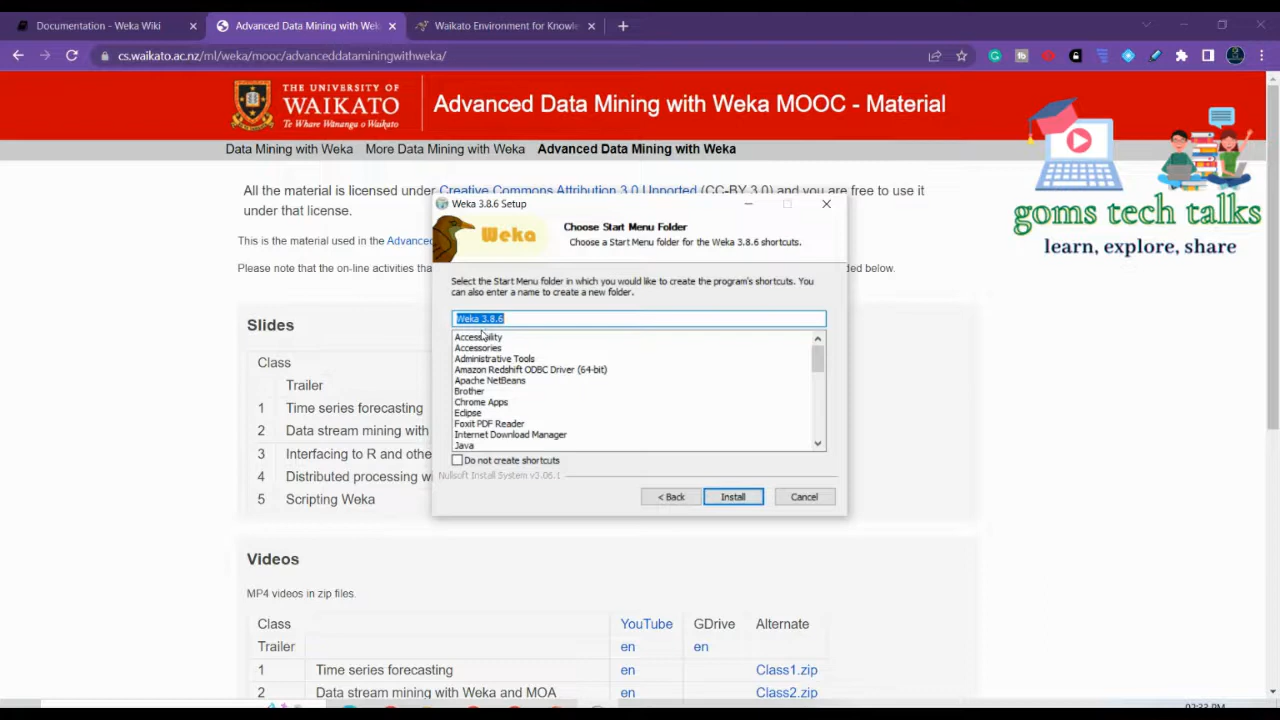 Documentation - Weka Wiki
Advanced Data Mining with Wek
Waikato Environment for Knowle
cs.waikato.ac.nz/ml/weka/mooc/advanceddataminingwithweka/
THE UNIVERSITY OF
WAIKATO
Te Whare Wānanga o Waikato
Advanced Data Mining with Weka MOOC - Material
Data Mining with Weka More Data Mining with Weka Advanced Data Mining with Weka
goms tech talks
learn, explore, share
All the material is licensed under Creative Commons Attribution 3.0 Unported (CC-BY 3.0) and you are free to use it
under that license.
This is the material used in the Advanced
Please note that the on-line activities tha
ded below.
Weka 3.8.6 Setup
Weka
Choose Start Menu Folder
Choose a Start Menu folder for the Weka 3.8.6 shortcuts.
Select the Start Menu folder in which you would like to create the program's shortcuts. You
can also enter a name to create a new folder.
Weka 3.8.6
Accessibility
Accessories
Administrative Tools
Amazon Redshift ODBC Driver (64-bit)
Apache NetBeans
Brother
Chrome Apps
Eclipse
Foxit PDF Reader
Internet Download Manager
Java
Do not create shortcuts
Nullsoft Install System v3.06.1
< Back
Install
Cancel
Slides
Class
Trailer
1 Time series forecasting
2 Data stream mining with
3 Interfacing to R and othe
4 Distributed processing w
5 Scripting Weka
Videos
MP4 videos in zip files.
Class YouTube GDrive Alternate
Trailer en en
1 Time series forecasting en Class1.zip
2 Data stream mining with Weka and MOA en Class2.zip